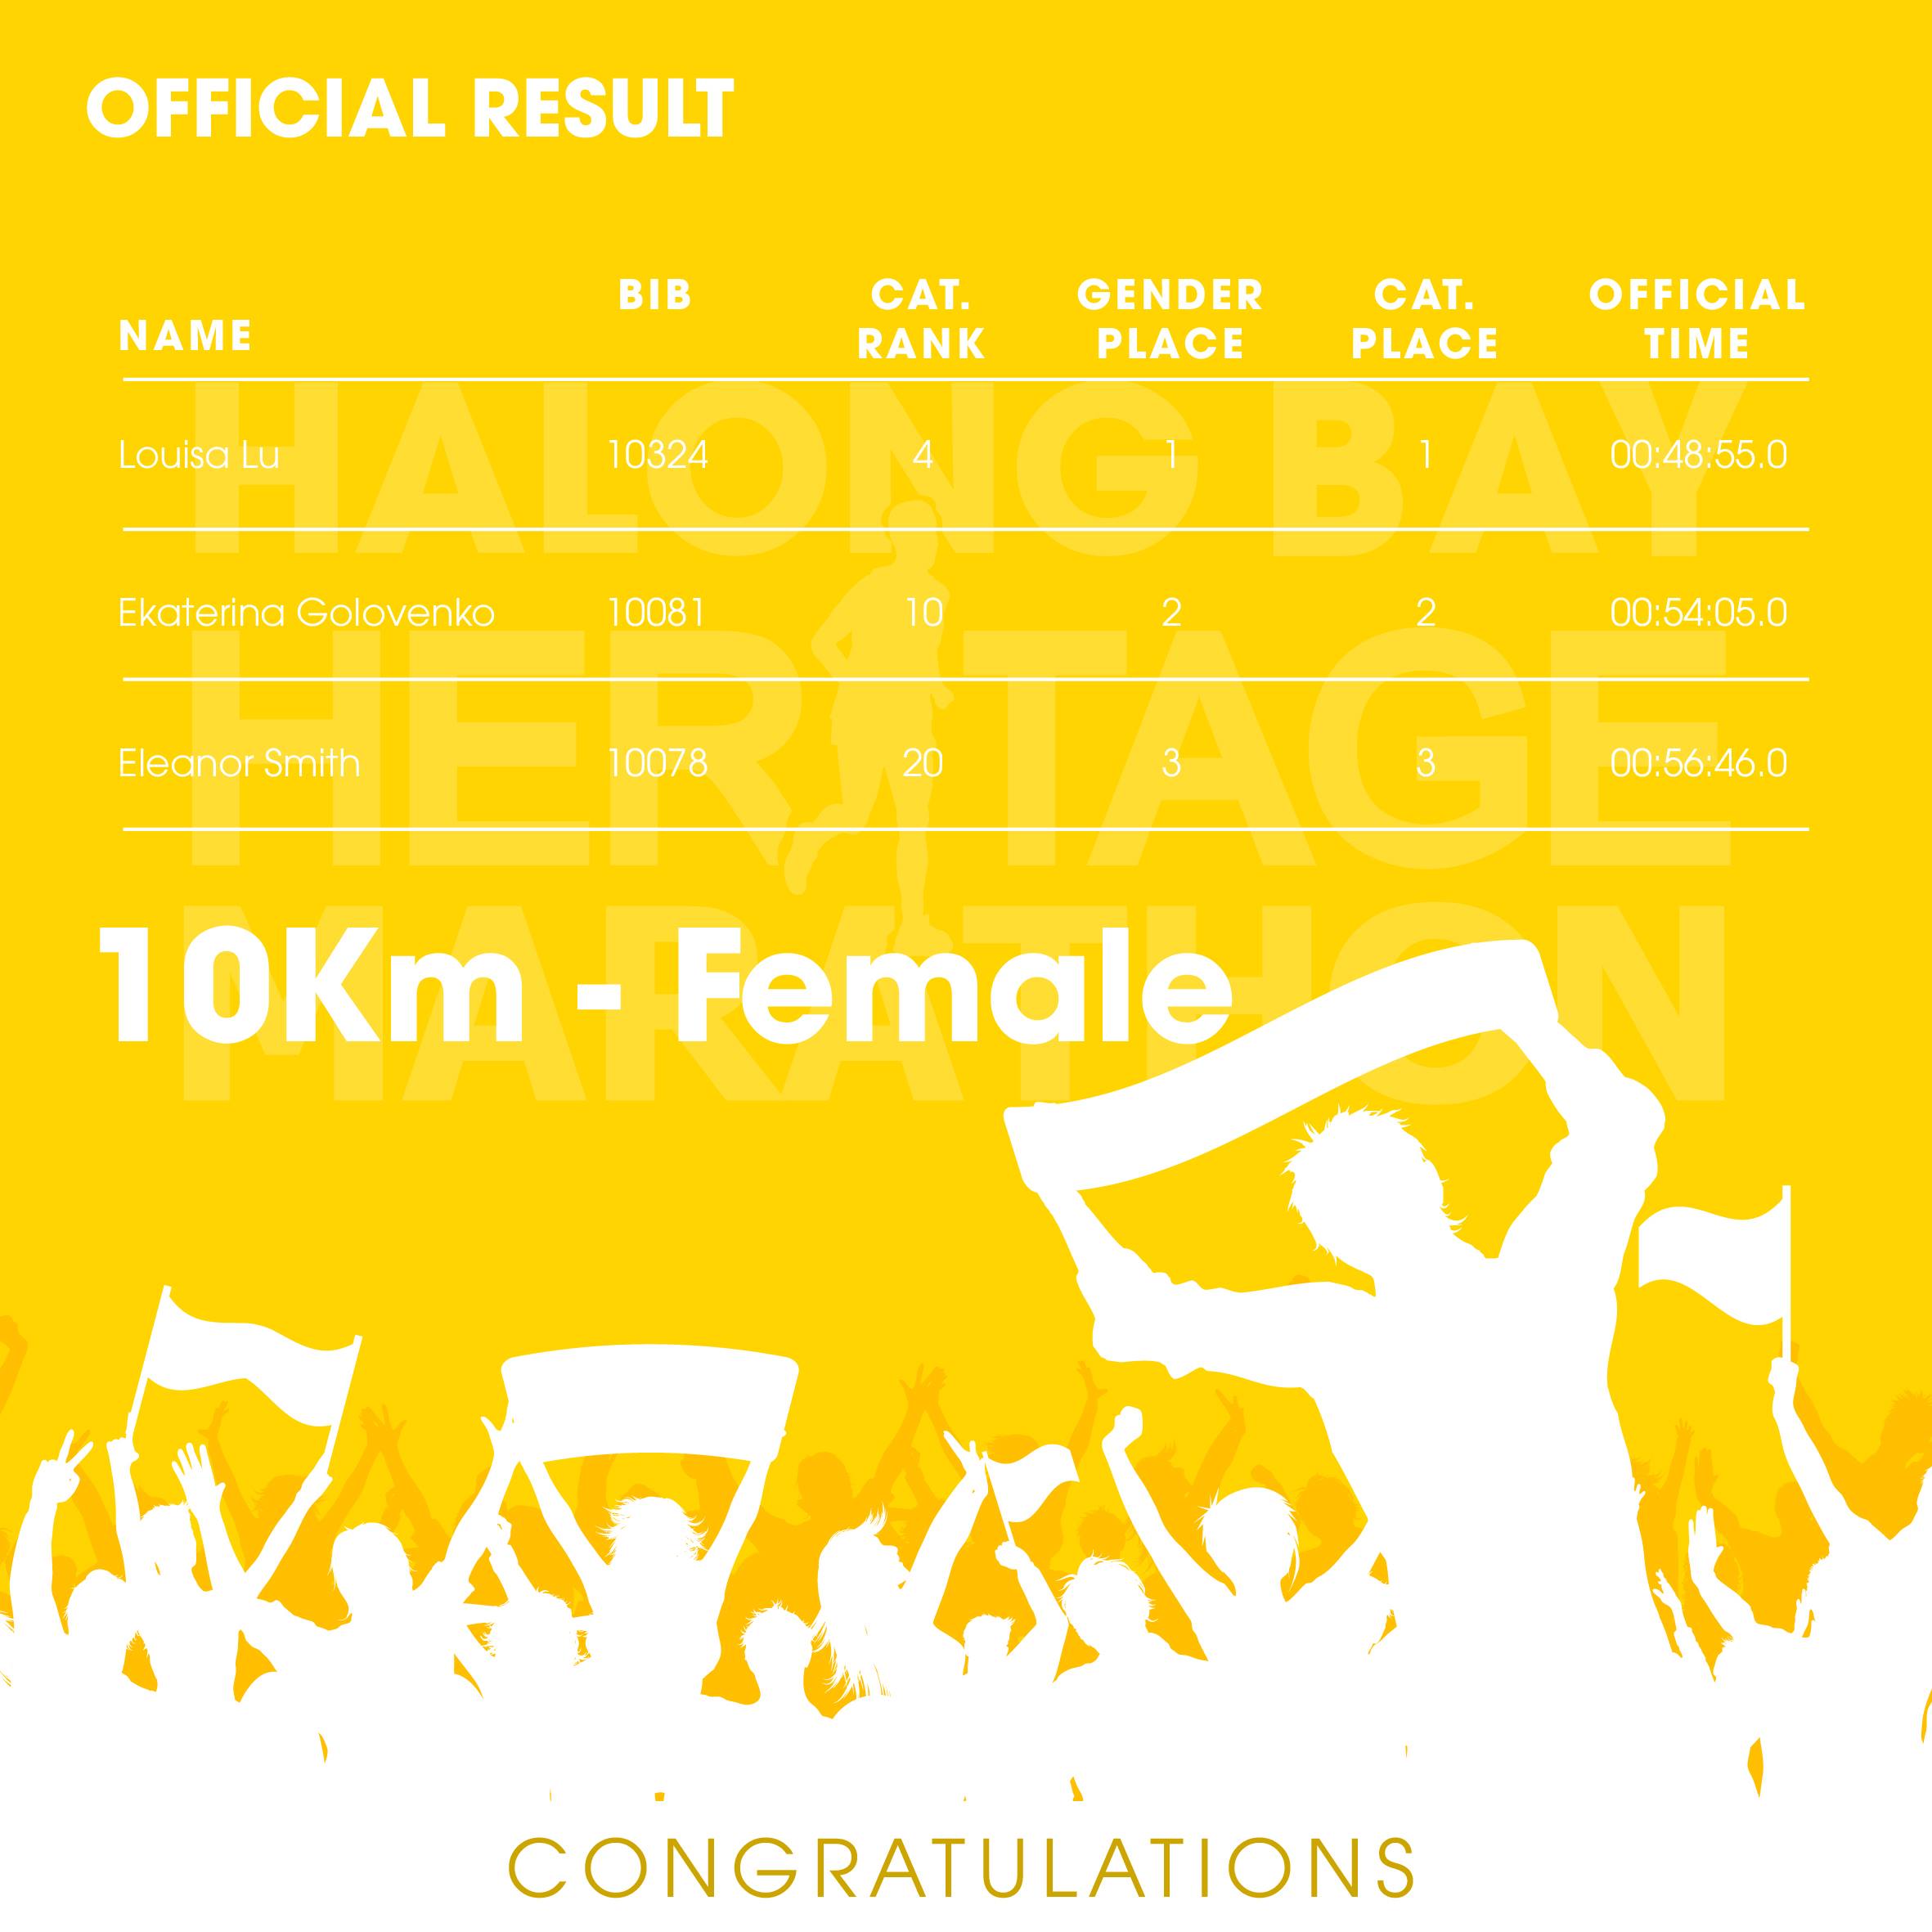 OFFICIAL RESULT
NAME BIB CAT. RANK GENDER PLACE CAT. PLACE OFFICIAL TIME
Louisa Lu 10324 4 1 1 00:48:55.0
Ekaterina Golovenko 10081 10 2 2 00:54:05.0
Eleanor Smith 10078 20 3 3 00:56:46.0
HALONG BAY
HERITAGE
MARATHON
10Km - Female
CONGRATULATIONS